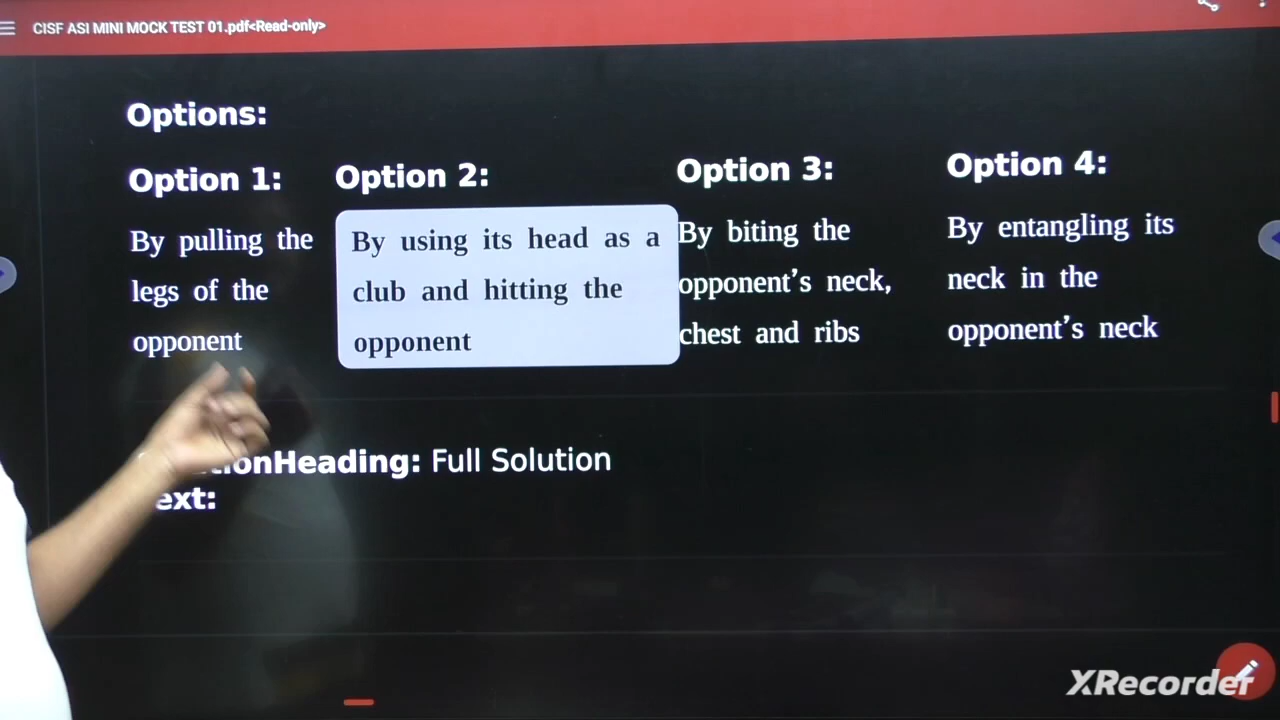 CISF ASI MINI MOCK TEST 01.pdf<Read-only>
Options:
Option 1:
By pulling the
legs of the
opponent
Option 2:
By using its head as a
club and hitting the
opponent
Option 3:
By biting the
opponent’s neck,
chest and ribs
Option 4:
By entangling its
neck in the
opponent’s neck
Full Solution
XRecorder